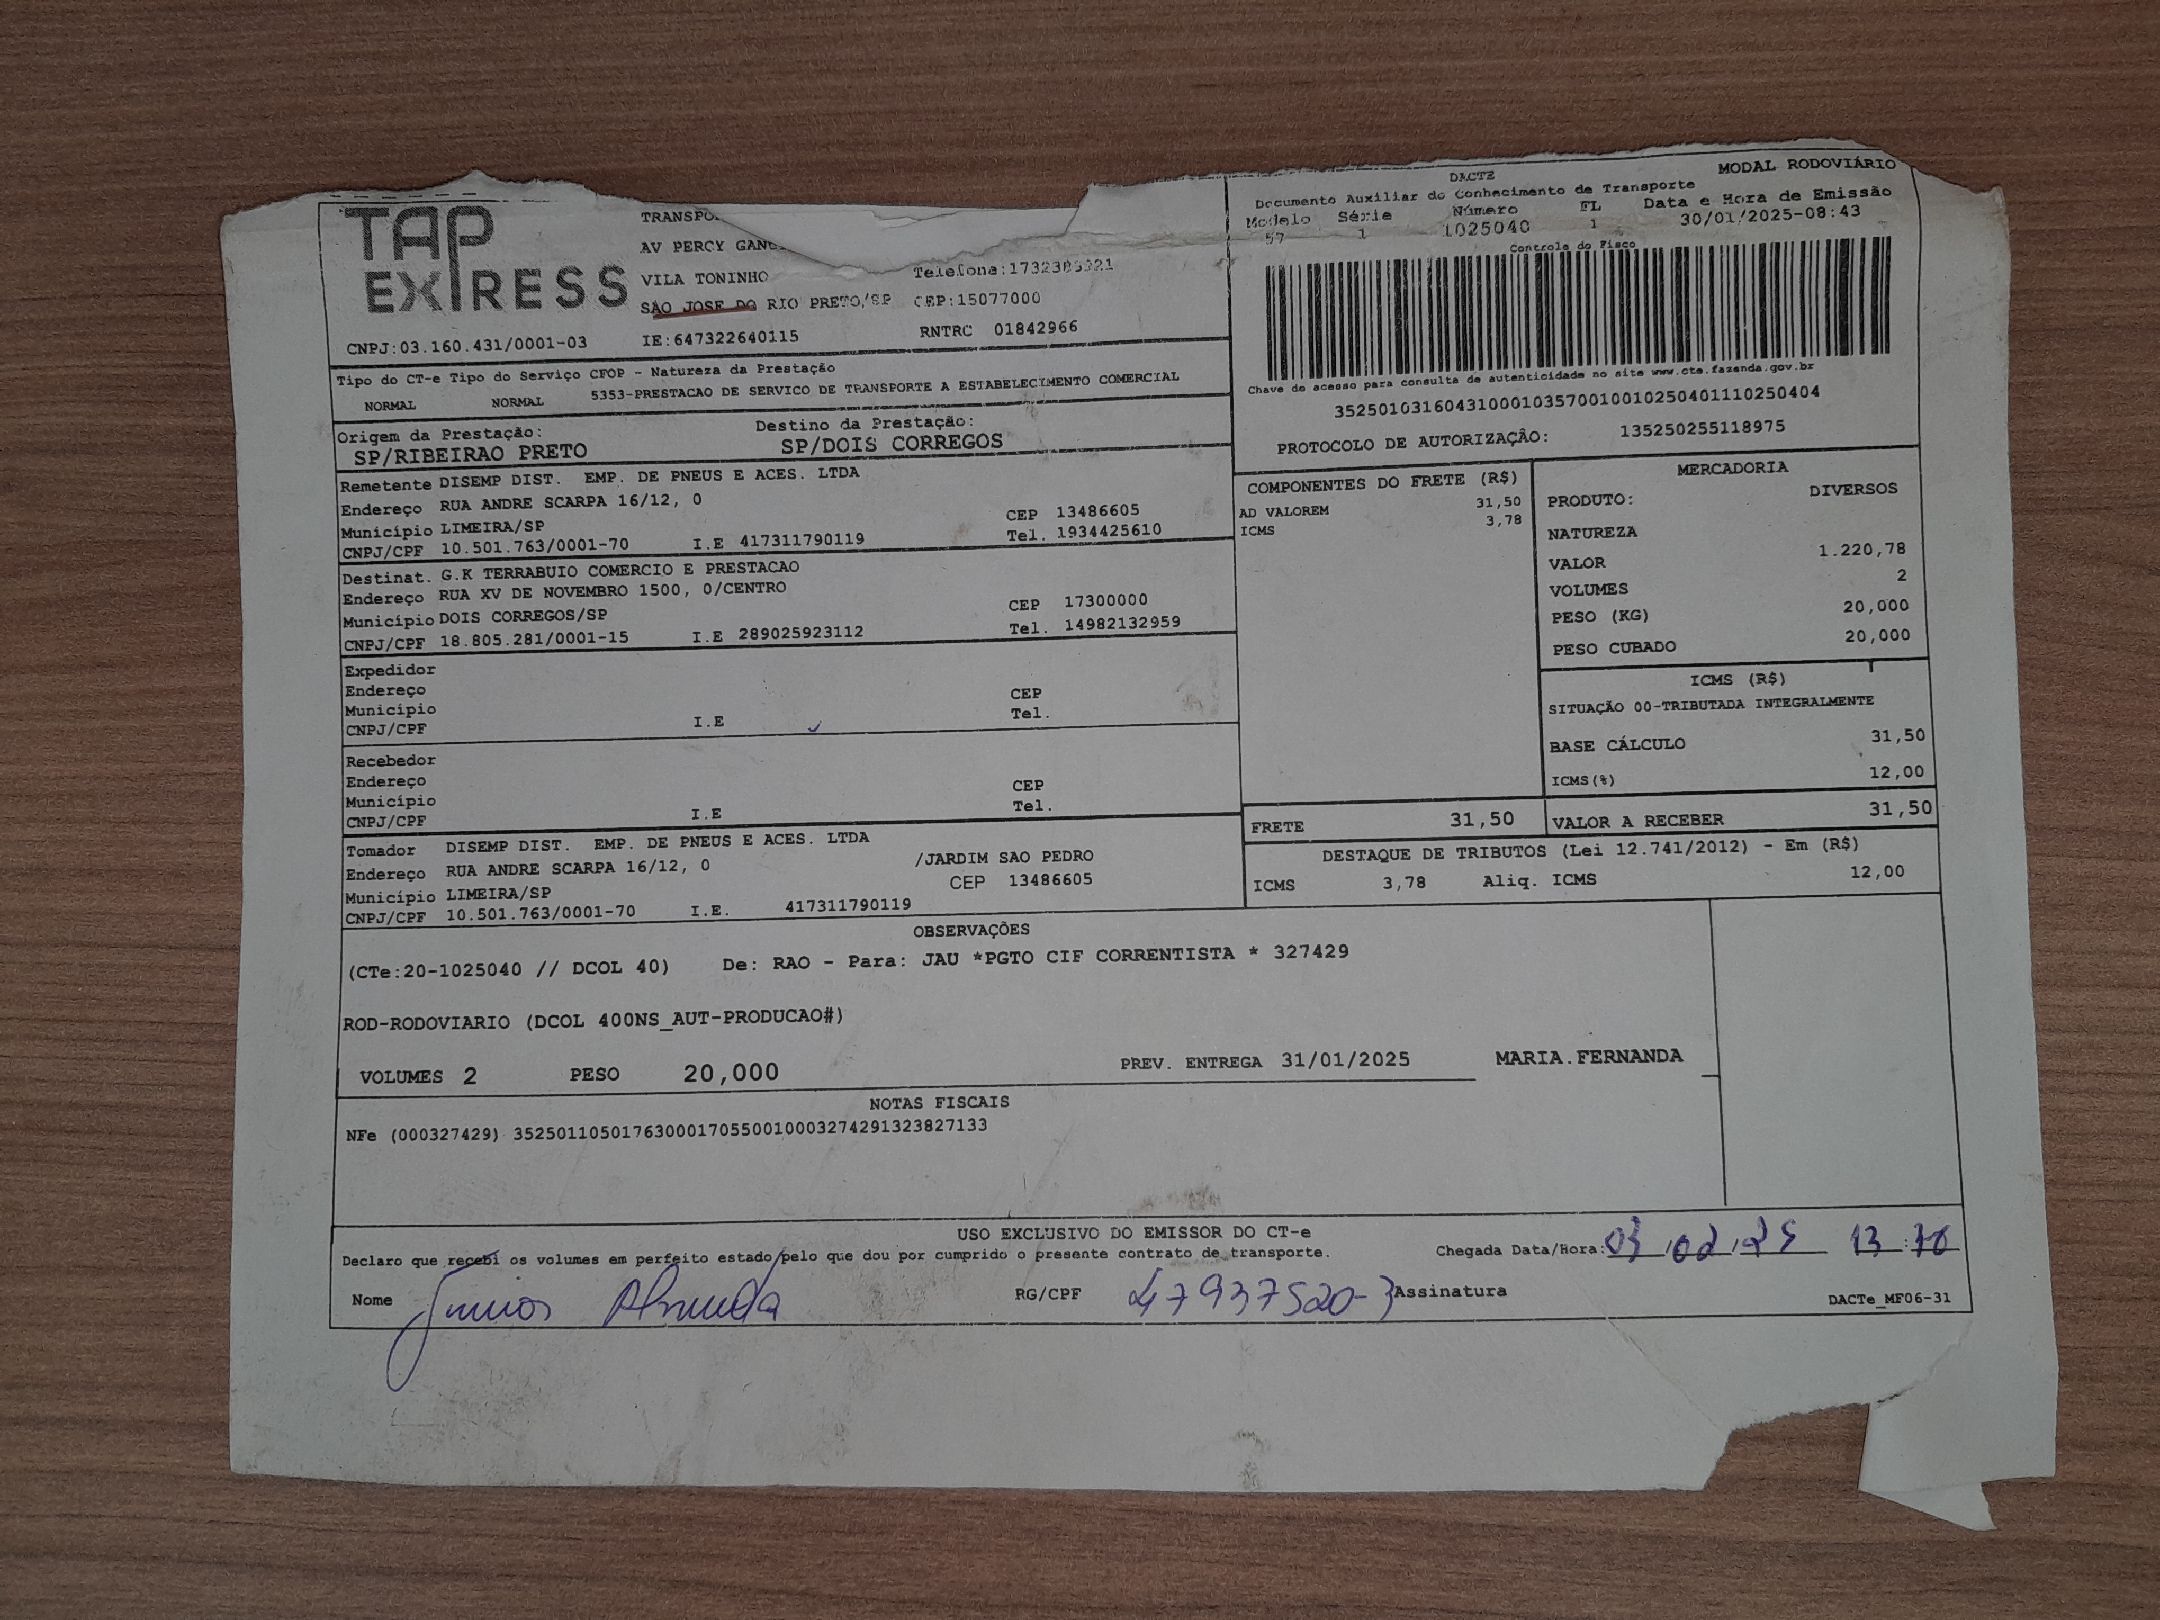 TAP EXPRESS
TRANSPO
AV PERCY
VILA TONINHO
SAO JOSE DO RIO PRETO/SP CEP:15077000
CNPJ:03.160.431/0001-03 IE:647322640115 RNTRC 01842966
MODAL RODOVIÁRIO
DACTE
Documento Auxiliar do Conhecimento de Transporte
Modelo Série Número FL Data e Hora de Emissão
57 1 1025040 1 30/01/2025-08:43
Controle do Fisco
Chave de acesso para consulta de autenticidade no site www.cte.fazenda.gov.br
35250103160431000103570010010250401110250404
PROTOCOLO DE AUTORIZAÇÃO: 135250255118975
Tipo do CT-e Tipo do Serviço CFOP - Natureza da Prestação
NORMAL NORMAL 5353-PRESTACAO DE SERVICO DE TRANSPORTE A ESTABELECIMENTO COMERCIAL
Origem da Prestação: Destino da Prestação:
SP/RIBEIRAO PRETO SP/DOIS CORREGOS
Remetente DISEMP DIST. EMP. DE PNEUS E ACES. LTDA
Endereço RUA ANDRE SCARPA 16/12, 0
Município LIMEIRA/SP CEP 13486605
CNPJ/CPF 10.501.763/0001-70 I.E 417311790119 Tel. 1934425610
Destinat. G.K TERRABUIO COMERCIO E PRESTACAO
Endereço RUA XV DE NOVEMBRO 1500, 0/CENTRO
Município DOIS CORREGOS/SP CEP 17300000
CNPJ/CPF 18.805.281/0001-15 I.E 289025923112 Tel. 14982132959
Expedidor
Endereço
Município CEP
CNPJ/CPF I.E Tel.
Recebedor
Endereço
Município CEP
CNPJ/CPF I.E Tel.
Tomador DISEMP DIST. EMP. DE PNEUS E ACES. LTDA
Endereço RUA ANDRE SCARPA 16/12, 0 /JARDIM SAO PEDRO
Município LIMEIRA/SP CEP 13486605
CNPJ/CPF 10.501.763/0001-70 I.E. 417311790119
COMPONENTES DO FRETE (R$)
AD VALOREM 31,50
ICMS 3,78
MERCADORIA
PRODUTO: DIVERSOS
NATUREZA
VALOR 1.220,78
VOLUMES 2
PESO (KG) 20,000
PESO CUBADO 20,000
ICMS (R$)
SITUAÇÃO 00-TRIBUTADA INTEGRALMENTE
BASE CÁLCULO 31,50
ICMS(%) 12,00
FRETE 31,50 VALOR A RECEBER 31,50
DESTAQUE DE TRIBUTOS (Lei 12.741/2012) - Em (R$)
ICMS 3,78 Aliq. ICMS 12,00
OBSERVAÇÕES
(CTe:20-1025040 // DCOL 40) De: RAO - Para: JAU *PGTO CIF CORRENTISTA * 327429
ROD-RODOVIARIO (DCOL 400NS_AUT-PRODUCAO#)
VOLUMES 2 PESO 20,000 PREV. ENTREGA 31/01/2025 MARIA.FERNANDA
NOTAS FISCAIS
NFe (000327429) 35250110501763000170550010003274291323827133
USO EXCLUSIVO DO EMISSOR DO CT-e
Declaro que recebi os volumes em perfeito estado pelo que dou por cumprido o presente contrato de transporte. Chegada Data/Hora: 03 02 25
Nome RG/CPF 47937520-3 Assinatura DACTe_MF06-31